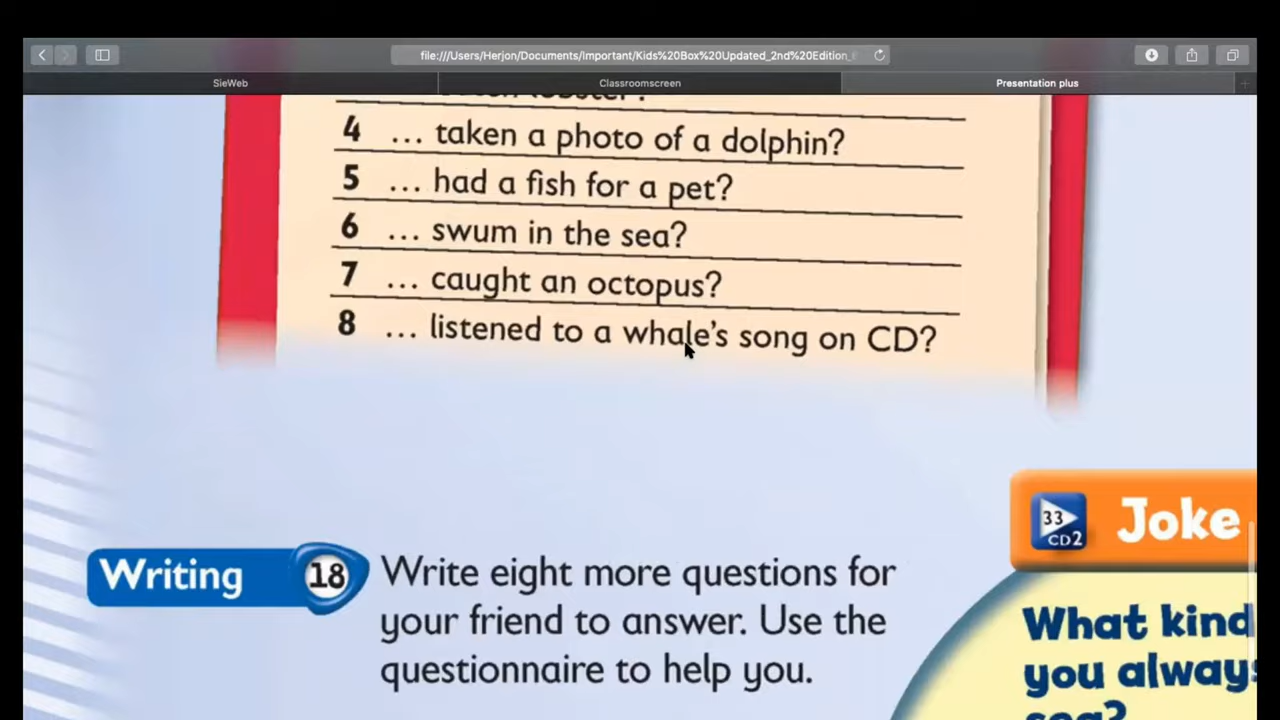 file:///Users/Herjon/Documents/Important/Kids%20Box%20Updated_2nd%20Edition_
SieWeb
Classroomscreen
Presentation plus
4 ... taken a photo of a dolphin?
5 ... had a fish for a pet?
6 ... swum in the sea?
7 ... caught an octopus?
8 ... listened to a whale's song on CD?
Writing 18
Write eight more questions for
your friend to answer. Use the
questionnaire to help you.
33
CD2
Joke
What kind
you always
sea?